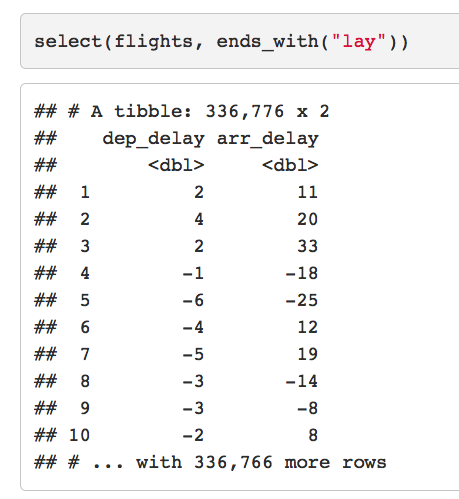 select(flights, ends_with("lay"))
## # A tibble: 336,776 x 2
##    dep_delay arr_delay
##        <dbl>     <dbl>
##  1         2        11
##  2         4        20
##  3         2        33
##  4        -1       -18
##  5        -6       -25
##  6        -4        12
##  7        -5        19
##  8        -3       -14
##  9        -3        -8
## 10        -2         8
## # ... with 336,766 more rows